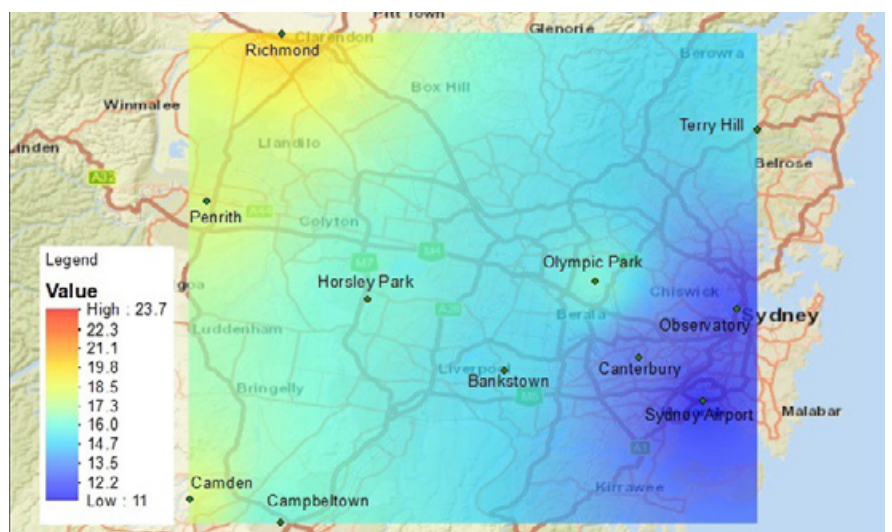 Pitt Town
Glenorie
Clarendon
Richmond
Berowra
Box Hill
Winmalee
Terry Hill
Llandilo
Linden
Belrose
A32
Penrith
A44
Colyton
M4
Legend
Olympic Park
M7
Horsley Park
Chiswick
Value
High : 23.7
22.3
21.1
19.8
18.5
17.3
16.0
14.7
13.5
12.2
Low : 11
A28
Berala
Observatory
Sydney
Luddenham
Liverpool
Canterbury
Bankstown
Bringelly
M5
Sydney Airport
Malabar
A1
Camden
Kirrawee
Campbeltown